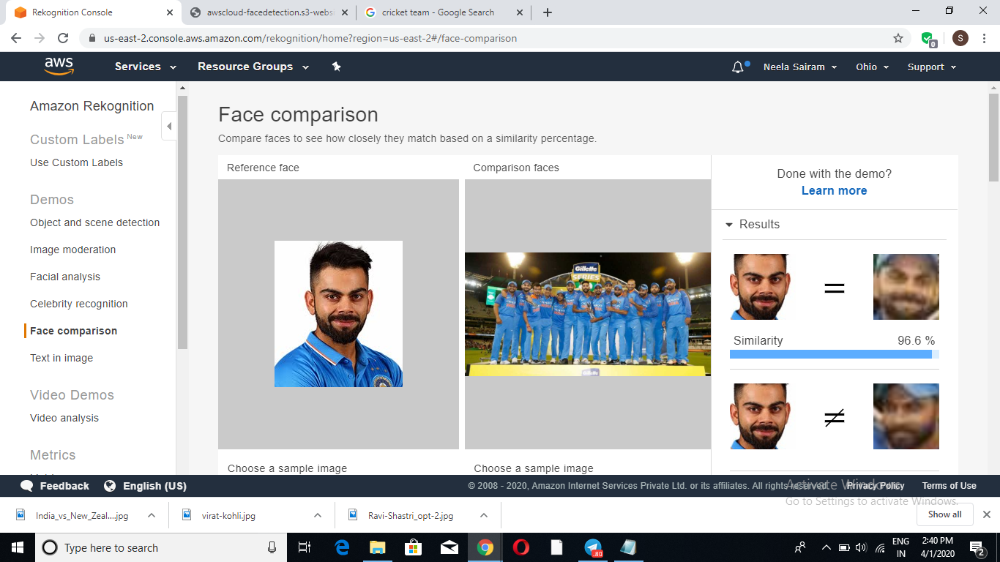 Rekognition Console
awscloud-facedetection.s3-websi
cricket team - Google Search
us-east-2.console.aws.amazon.com/rekognition/home?region=us-east-2#/face-comparison
0
S
aws
Services
Resource Groups
Neela Sairam
Ohio
Support
Amazon Rekognition
Custom Labels New
Use Custom Labels
Demos
Object and scene detection
Image moderation
Facial analysis
Celebrity recognition
Face comparison
Text in image
Video Demos
Video analysis
Metrics
Face comparison
Compare faces to see how closely they match based on a similarity percentage.
Reference face
Comparison faces
Gillette
SERIES
Gillette
Choose a sample image
Choose a sample image
Done with the demo?
Learn more
Results
=
Similarity
96.6 %
≠
Feedback
English (US)
© 2008 - 2020, Amazon Internet Services Private Ltd. or its affiliates. All rights reserved.
Privacy Policy
Terms of Use
Activate Windows
Go to Settings to activate Windows.
India_vs_New_Zeal....jpg
virat-kohli.jpg
Ravi-Shastri_opt-2.jpg
Show all
Type here to search
80
ENG
IN
2:40 PM
4/1/2020
2